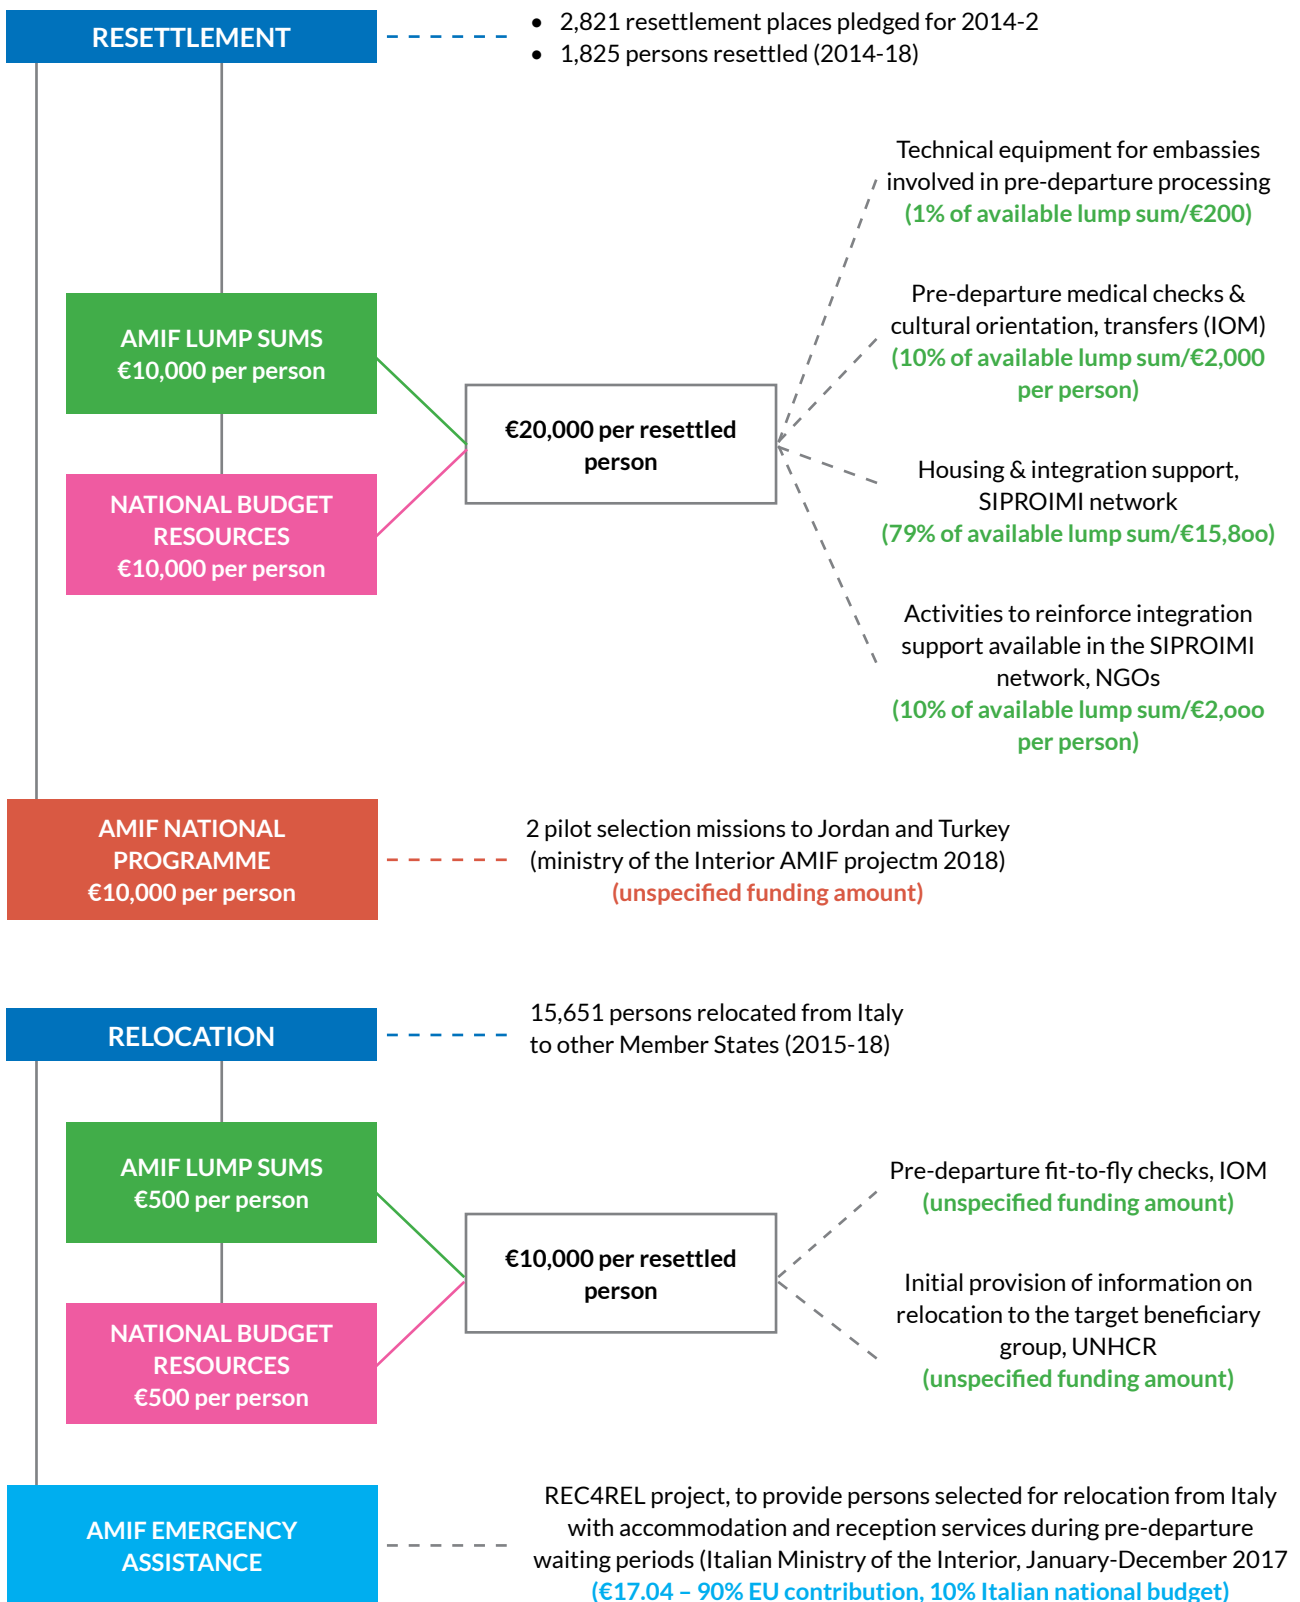 RESETTLEMENT
• 2,821 resettlement places pledged for 2014-2
• 1,825 persons resettled (2014-18)
Technical equipment for embassies
involved in pre-departure processing
(1% of available lump sum/€200)
Pre-departure medical checks &
cultural orientation, transfers (IOM)
(10% of available lump sum/€2,000
per person)
AMIF LUMP SUMS
€10,000 per person
€20,000 per resettled
person
NATIONAL BUDGET
RESOURCES
€10,000 per person
Housing & integration support,
SIPROIMI network
(79% of available lump sum/€15,8oo)
Activities to reinforce integration
support available in the SIPROIMI
network, NGOs
(10% of available lump sum/€2,ooo
per person)
AMIF NATIONAL
PROGRAMME
€10,000 per person
2 pilot selection missions to Jordan and Turkey
(ministry of the Interior AMIF projectm 2018)
(unspecified funding amount)
RELOCATION
15,651 persons relocated from Italy
to other Member States (2015-18)
AMIF LUMP SUMS
€500 per person
€10,000 per resettled
person
NATIONAL BUDGET
RESOURCES
€500 per person
Pre-departure fit-to-fly checks, IOM
(unspecified funding amount)
Initial provision of information on
relocation to the target beneficiary
group, UNHCR
(unspecified funding amount)
AMIF EMERGENCY
ASSISTANCE
REC4REL project, to provide persons selected for relocation from Italy
with accommodation and reception services during pre-departure
waiting periods (Italian Ministry of the Interior, January-December 2017
(€17.04 – 90% EU contribution, 10% Italian national budget)